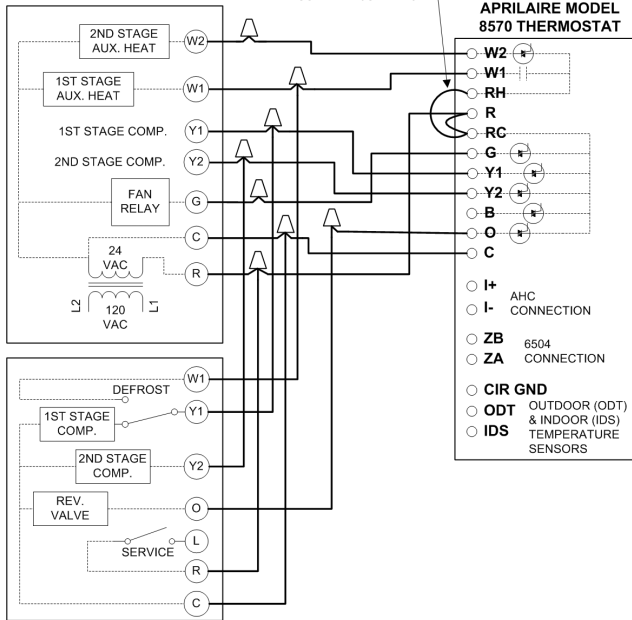 APRILAIRE MODEL
8570 THERMOSTAT
2ND STAGE
AUX. HEAT
W2
1ST STAGE
AUX. HEAT
W1
1ST STAGE COMP.
Y1
2ND STAGE COMP.
Y2
FAN
RELAY
G
C
24
VAC
R
L2
120
VAC
L1
W1
DEFROST
1ST STAGE
COMP.
Y1
2ND STAGE
COMP.
Y2
REV.
VALVE
O
L
SERVICE
R
C
W2
W1
RH
R
RC
G
Y1
Y2
B
O
C
I+
I-
AHC
CONNECTION
ZB
ZA
6504
CONNECTION
CIR GND
ODT
IDS
OUTDOOR (ODT)
& INDOOR (IDS)
TEMPERATURE
SENSORS